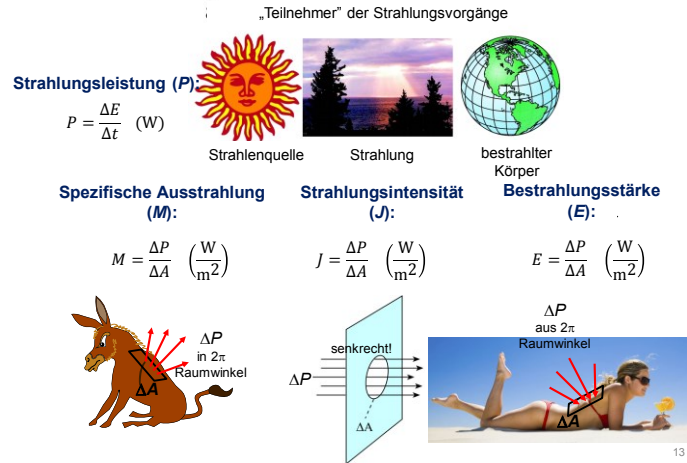 „Teilnehmer” der Strahlungsvorgänge
Strahlungsleistung (P):
P = ΔE/Δt (W)
Strahlenquelle
Strahlung
bestrahlter
Körper
Spezifische Ausstrahlung
(M):
M = ΔP/ΔA (W/m²)
Strahlungsintensität
(J):
J = ΔP/ΔA (W/m²)
Bestrahlungsstärke
(E):
E = ΔP/ΔA (W/m²)
ΔP
in 2π
Raumwinkel
ΔA
senkrecht!
ΔP
ΔA
ΔP
aus 2π
Raumwinkel
ΔA
13